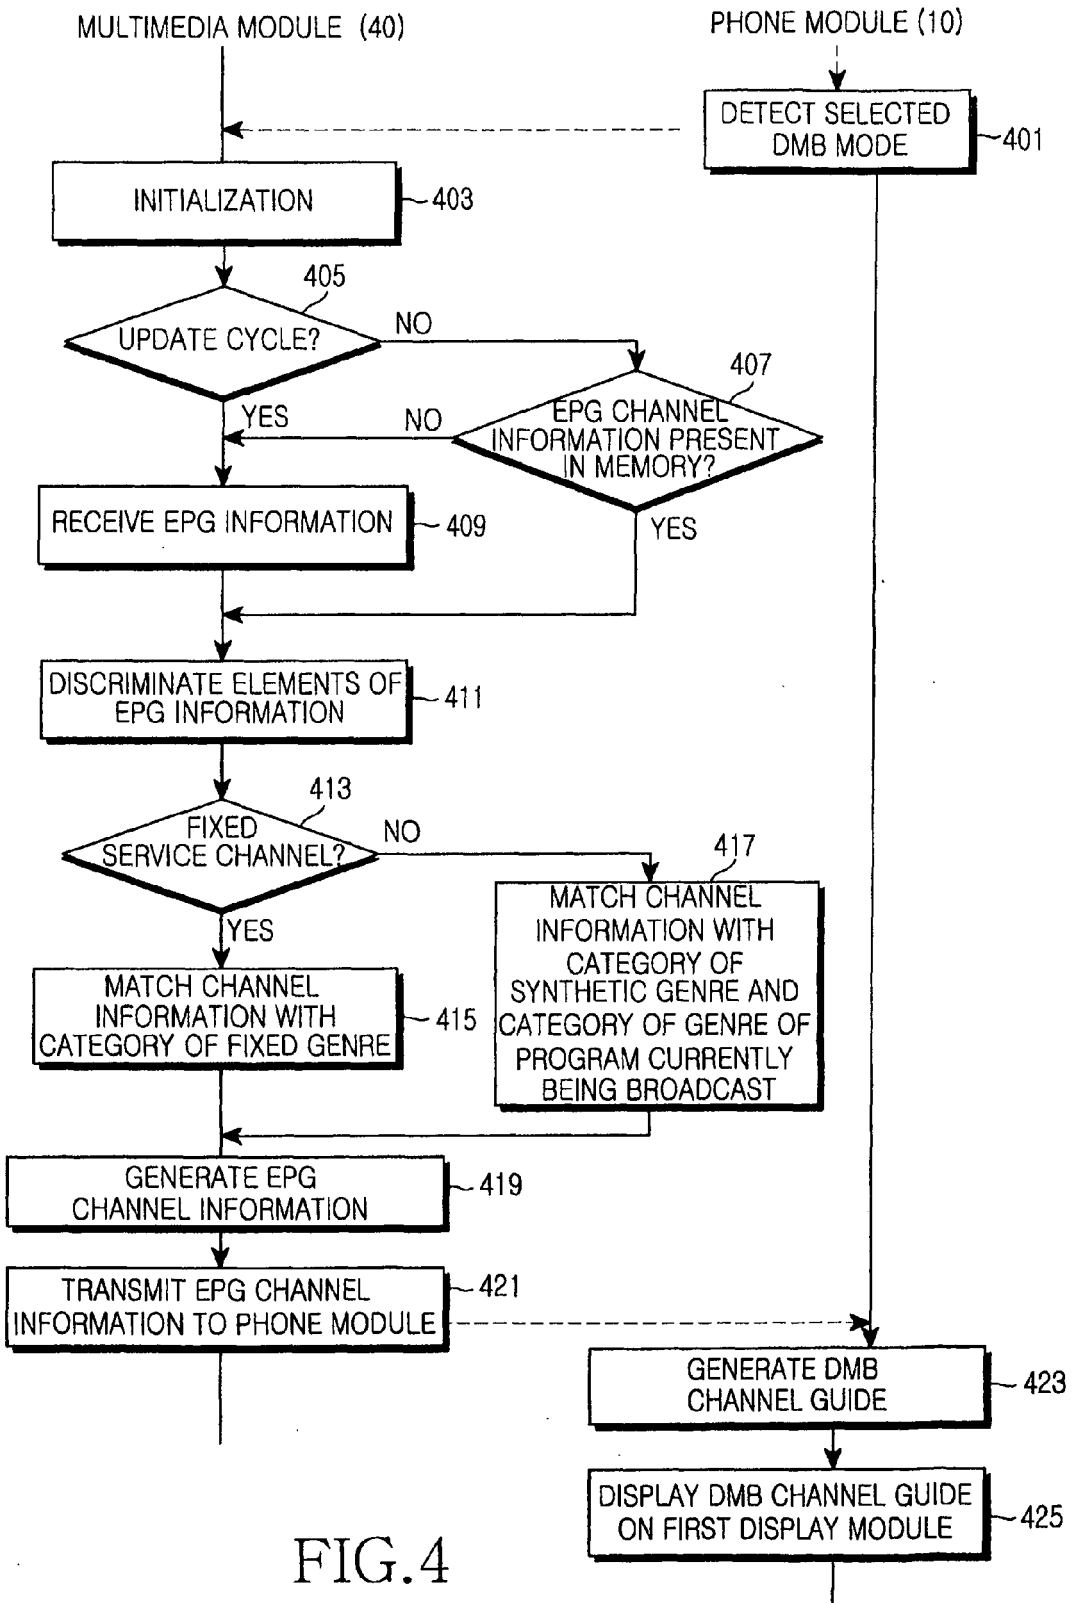 MULTIMEDIA MODULE (40)
PHONE MODULE (10)
DETECT SELECTED
DMB MODE
401
INITIALIZATION
403
405
UPDATE CYCLE?
NO
YES
407
EPG CHANNEL
INFORMATION PRESENT
IN MEMORY?
NO
YES
RECEIVE EPG INFORMATION
409
DISCRIMINATE ELEMENTS OF
EPG INFORMATION
411
413
FIXED
SERVICE CHANNEL?
NO
YES
417
MATCH CHANNEL
INFORMATION WITH
CATEGORY OF
SYNTHETIC GENRE AND
CATEGORY OF GENRE OF
PROGRAM CURRENTLY
BEING BROADCAST
MATCH CHANNEL
INFORMATION WITH
CATEGORY OF FIXED GENRE
415
GENERATE EPG
CHANNEL INFORMATION
419
TRANSMIT EPG CHANNEL
INFORMATION TO PHONE MODULE
421
GENERATE DMB
CHANNEL GUIDE
423
DISPLAY DMB CHANNEL GUIDE
ON FIRST DISPLAY MODULE
425
FIG.4